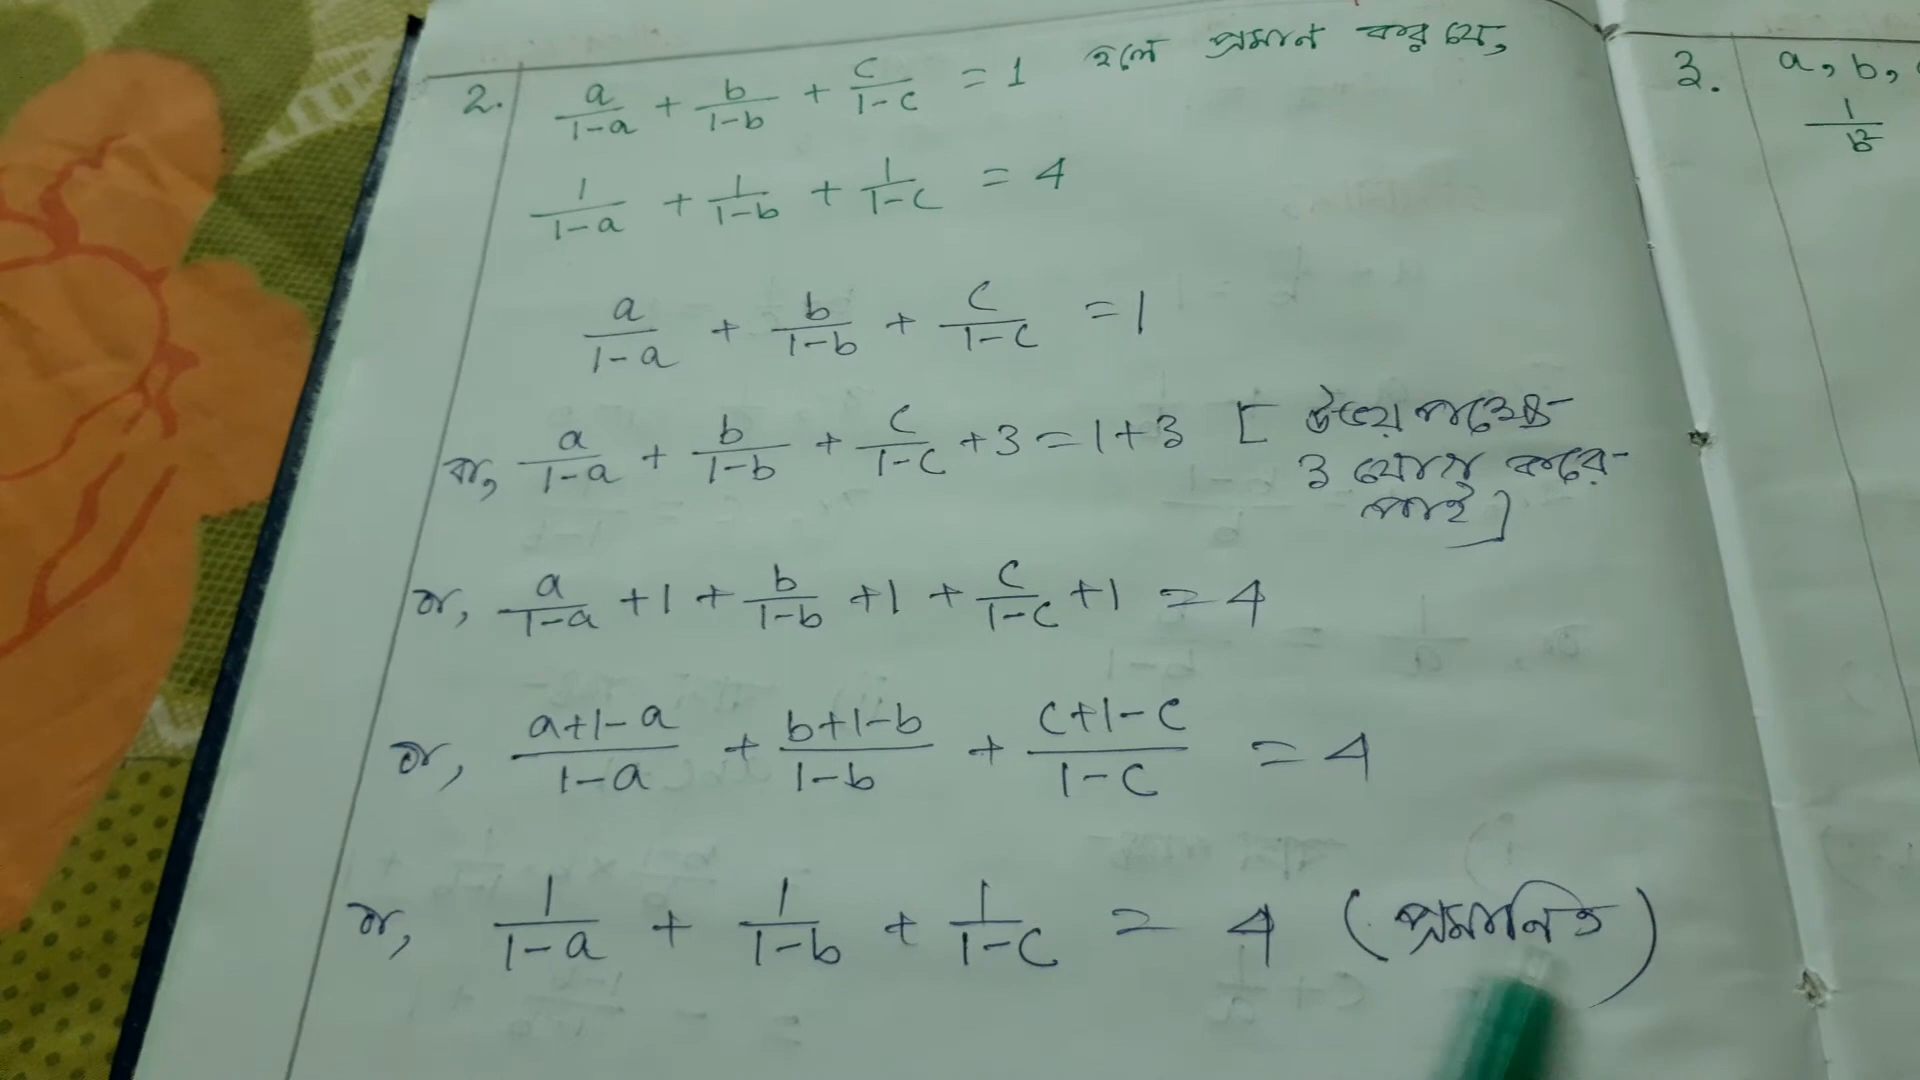 2. a/(1-a) + b/(1-b) + c/(1-c) = 1 হলে প্রমান কর যে,
1/(1-a) + 1/(1-b) + 1/(1-c) = 4
a/(1-a) + b/(1-b) + c/(1-c) = 1
বা, a/(1-a) + b/(1-b) + c/(1-c) + 3 = 1+3 [ উভয় পক্ষে
3 যোগ করে
পাই ]
বা, a/(1-a) + 1 + b/(1-b) + 1 + c/(1-c) + 1 = 4
বা, (a+1-a)/(1-a) + (b+1-b)/(1-b) + (c+1-c)/(1-c) = 4
বা, 1/(1-a) + 1/(1-b) + 1/(1-c) = 4 (প্রমানিত)
3. a, b,